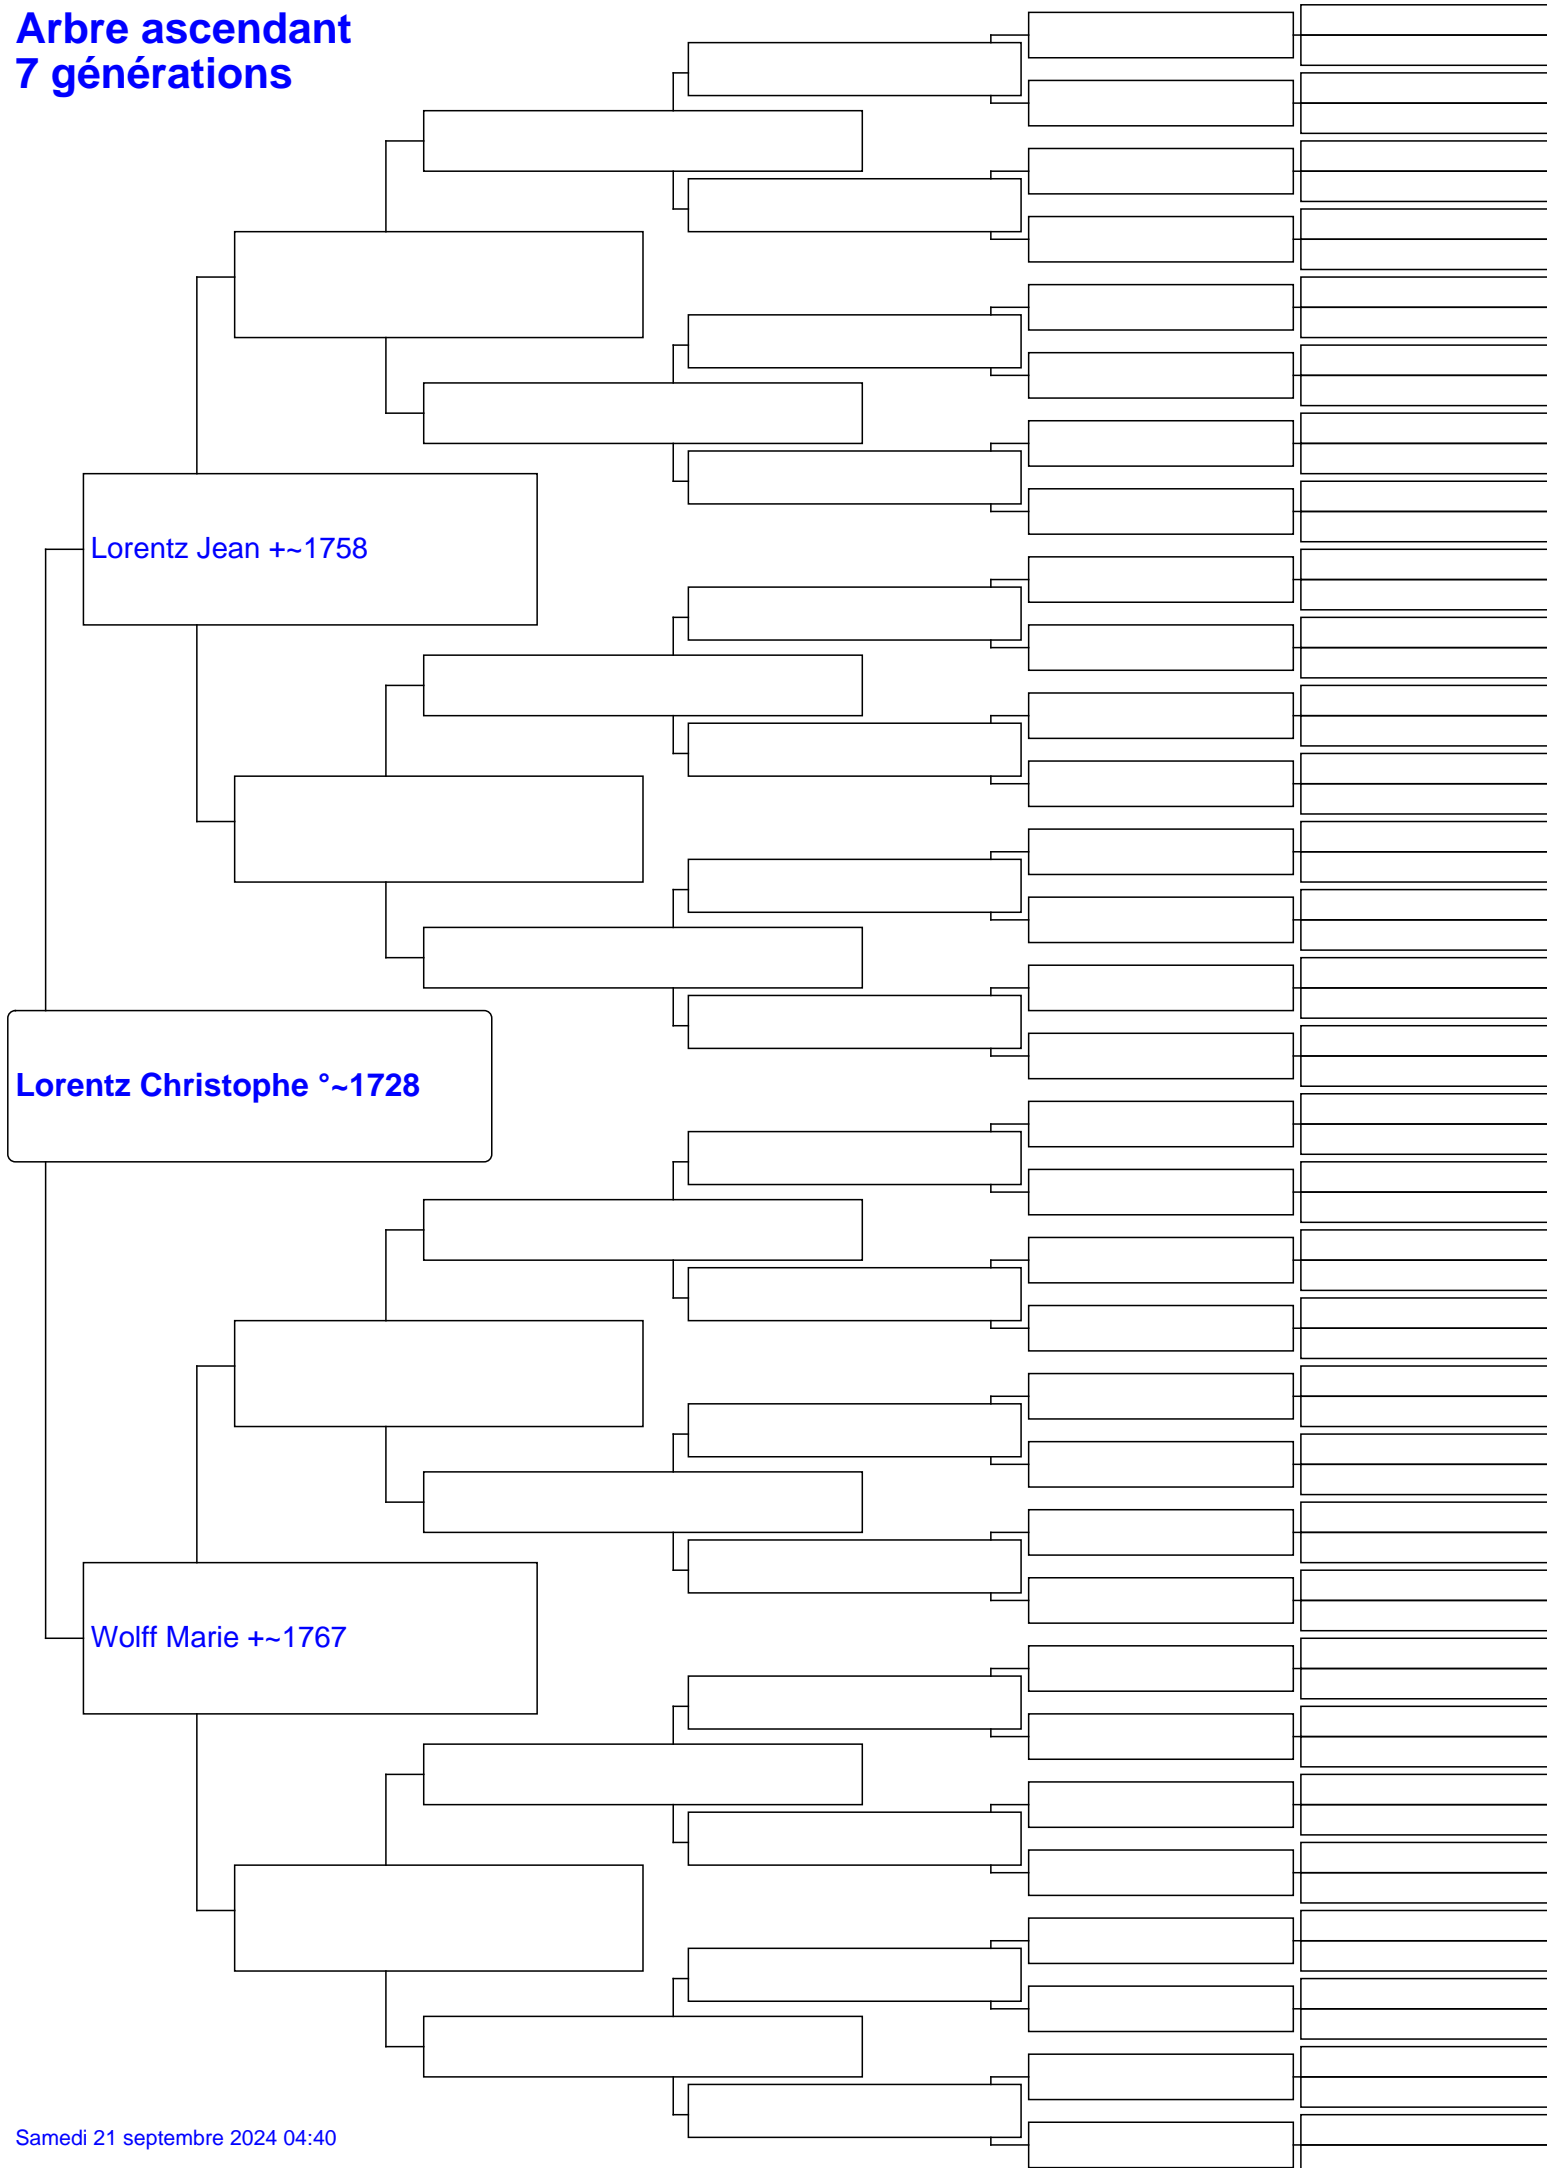 Arbre ascendant
7 générations
Lorentz Jean +~1758
Lorentz Christophe °~1728
Wolff Marie +~1767
Samedi 21 septembre 2024 04:40